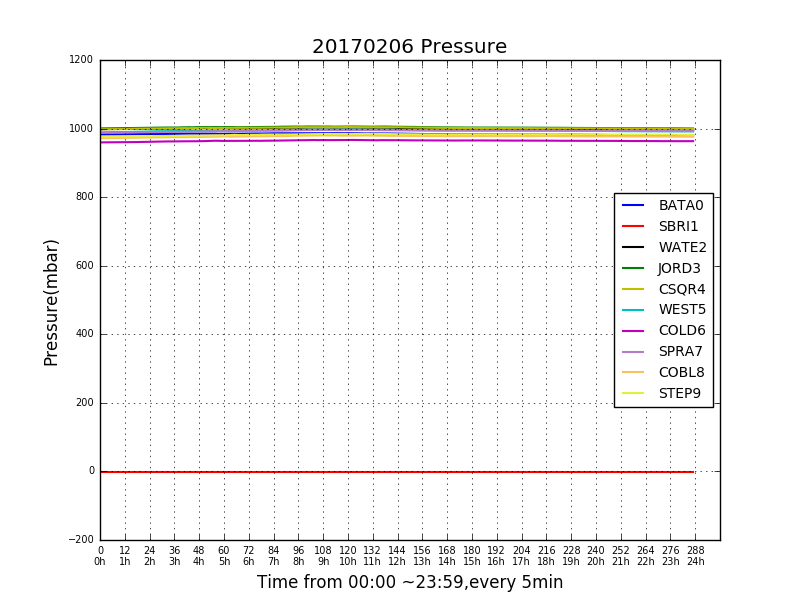 20170206 Pressure
1200
1000
800
600
400
200
0
−200
Pressure(mbar)
BATA0
SBRI1
WATE2
JORD3
CSQR4
WEST5
COLD6
SPRA7
COBL8
STEP9
0 12 24 36 48 60 72 84 96 108 120 132 144 156 168 180 192 204 216 228 240 252 264 276 288
0h 1h 2h 3h 4h 5h 6h 7h 8h 9h 10h 11h 12h 13h 14h 15h 16h 17h 18h 19h 20h 21h 22h 23h 24h
Time from 00:00 ~23:59,every 5min